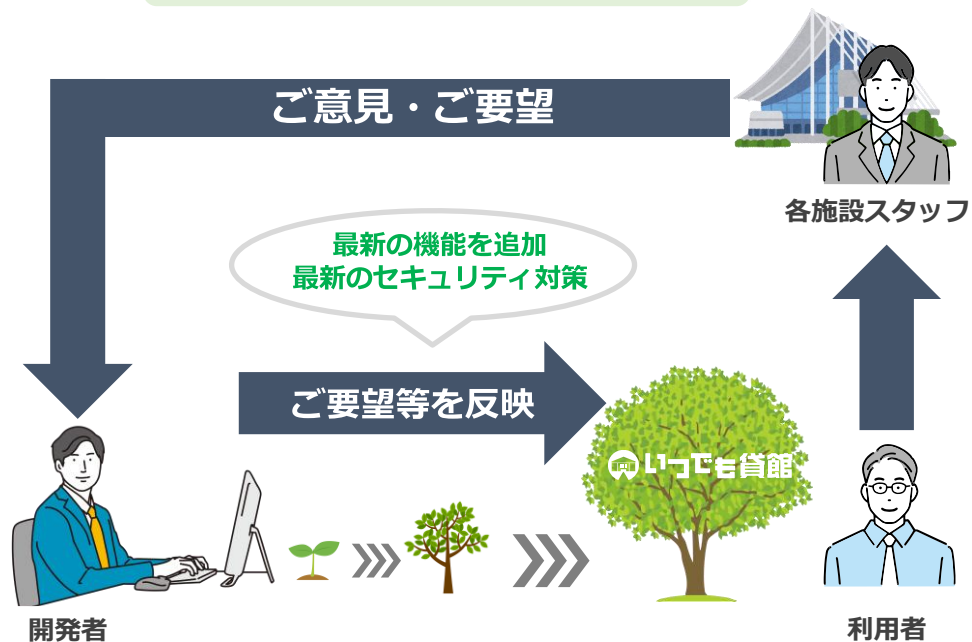 ご意見・ご要望
各施設スタッフ
最新の機能を追加
最新のセキュリティ対策
ご要望等を反映
いつでも貸館
開発者
利用者